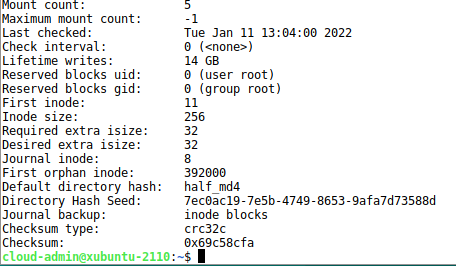 Mount count: 5
Maximum mount count: -1
Last checked: Tue Jan 11 13:04:00 2022
Check interval: 0 (<none>)
Lifetime writes: 14 GB
Reserved blocks uid: 0 (user root)
Reserved blocks gid: 0 (group root)
First inode: 11
Inode size: 256
Required extra isize: 32
Desired extra isize: 32
Journal inode: 8
First orphan inode: 392000
Default directory hash: half_md4
Directory Hash Seed: 7ec0ac19-7e5b-4749-8653-9afa7d73588d
Journal backup: inode blocks
Checksum type: crc32c
Checksum: 0x69c58cfa
cloud-admin@xubuntu-2110:~$